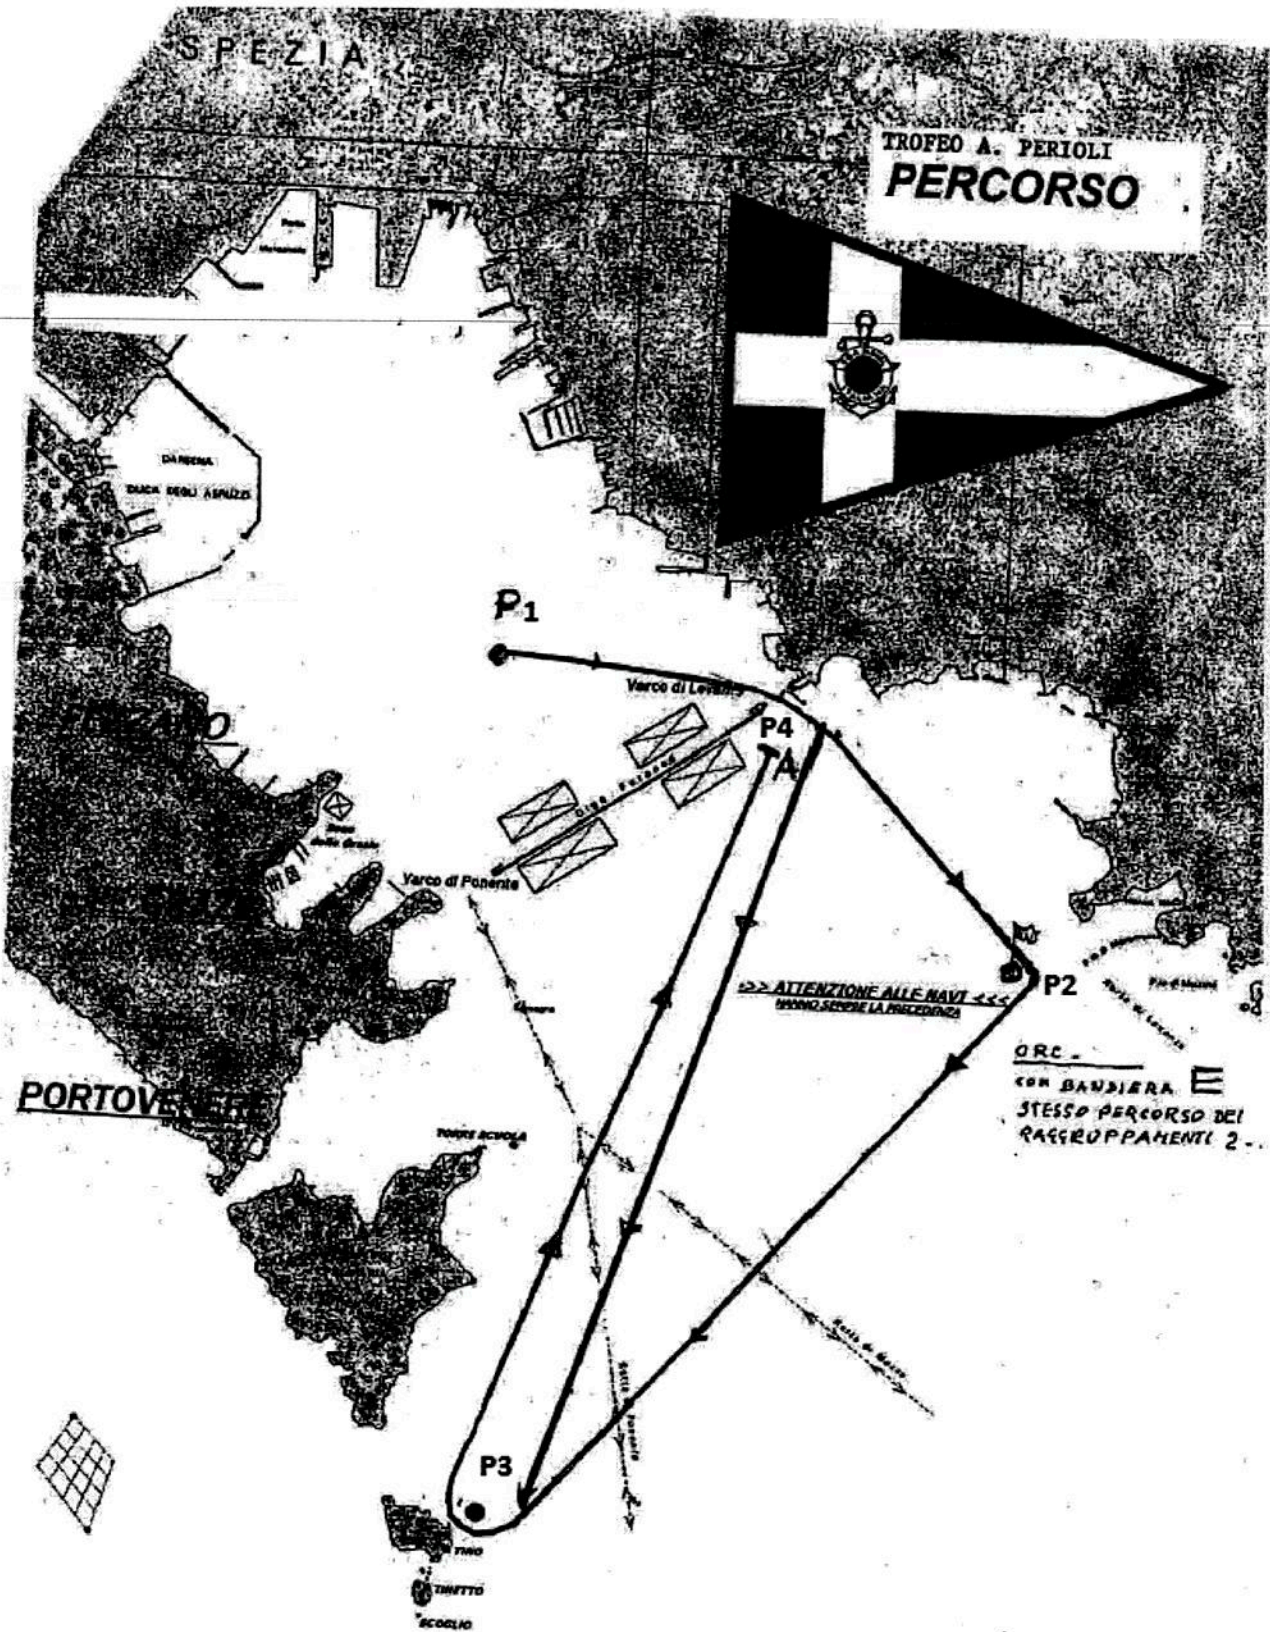 SPEZIA
TROFEO A. PERIOLI
PERCORSO
DARSENA
DUCA DEGLI ABRUZZI
P1
Varco di Levante
P4
A
Diga Foranea
delle Grazie
Varco di Ponente
>>> ATTENZIONE ALLE NAVI <<<
HANNO SEMPRE LA PRECEDENZA
P2
ORC -
CON BANDIERA E
STESSO PERCORSO DEI
RAGGRUPPAMENTI 2-
PORTOVENERE
TORRE SCUOLA
P3
TINO
TINETTO
SCOGLIO